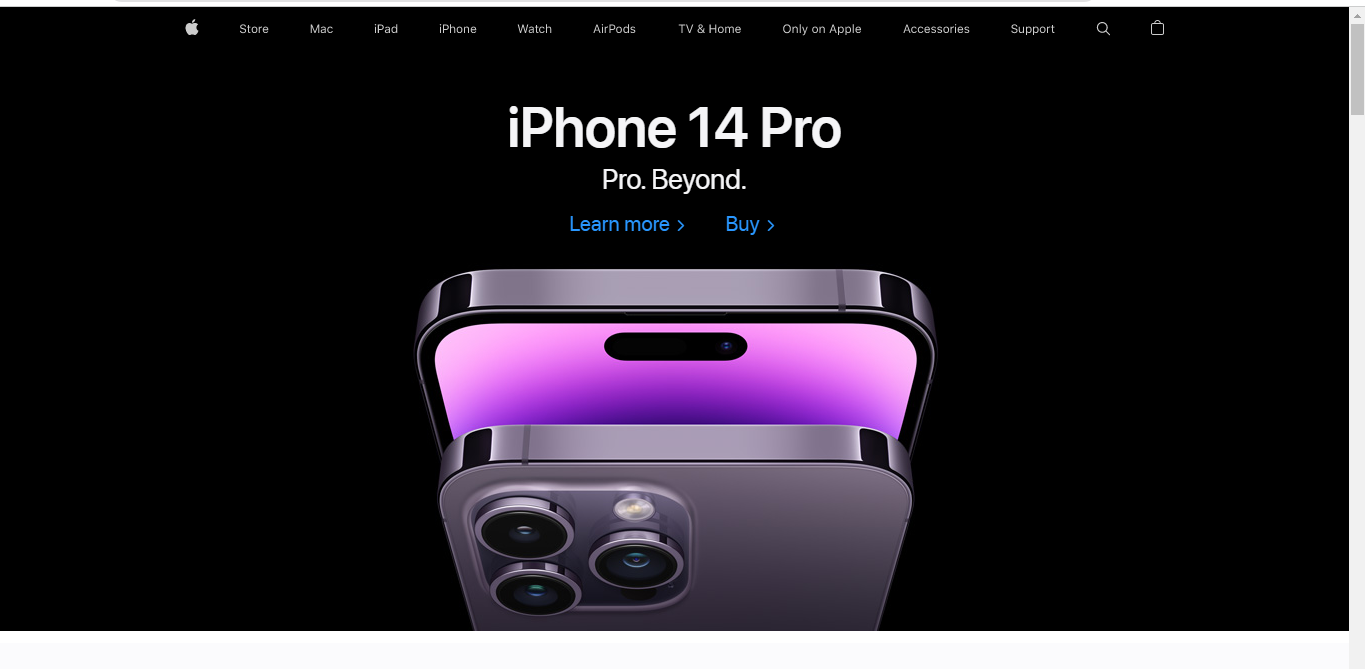 Store Mac iPad iPhone Watch AirPods TV & Home Only on Apple Accessories Support
iPhone 14 Pro
Pro. Beyond.
Learn more > Buy >